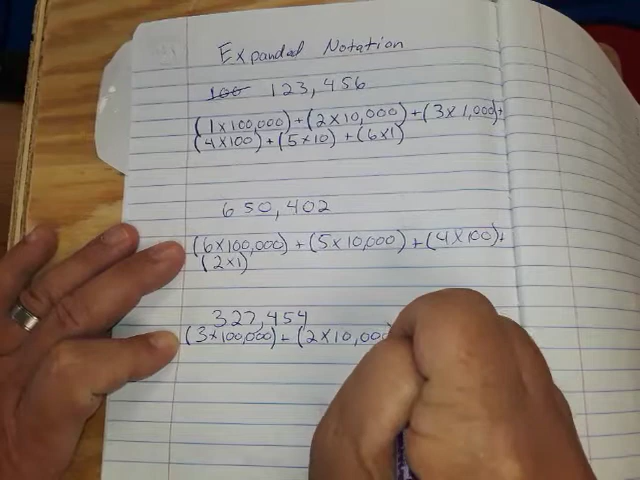 Expanded Notation
100 123,456
(1x100,000)+(2x10,000)+(3x1,000)+
(4x100)+(5x10)+(6x1)
650,402
(6x100,000)+(5x10,000)+(4x100)+
(2x1)
327,454
(3x100,000)+(2x10,000)